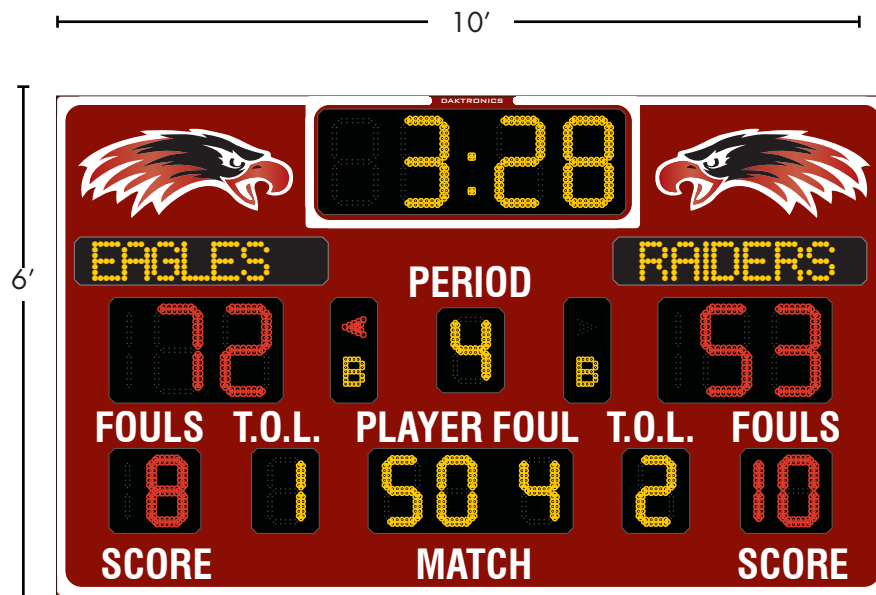 10’
DAKTRONICS
3:28
6’
EAGLES RAIDERS
PERIOD
72 B 4 B 53
FOULS T.O.L. PLAYER FOUL T.O.L. FOULS
8 1 50 4 2 10
SCORE MATCH SCORE